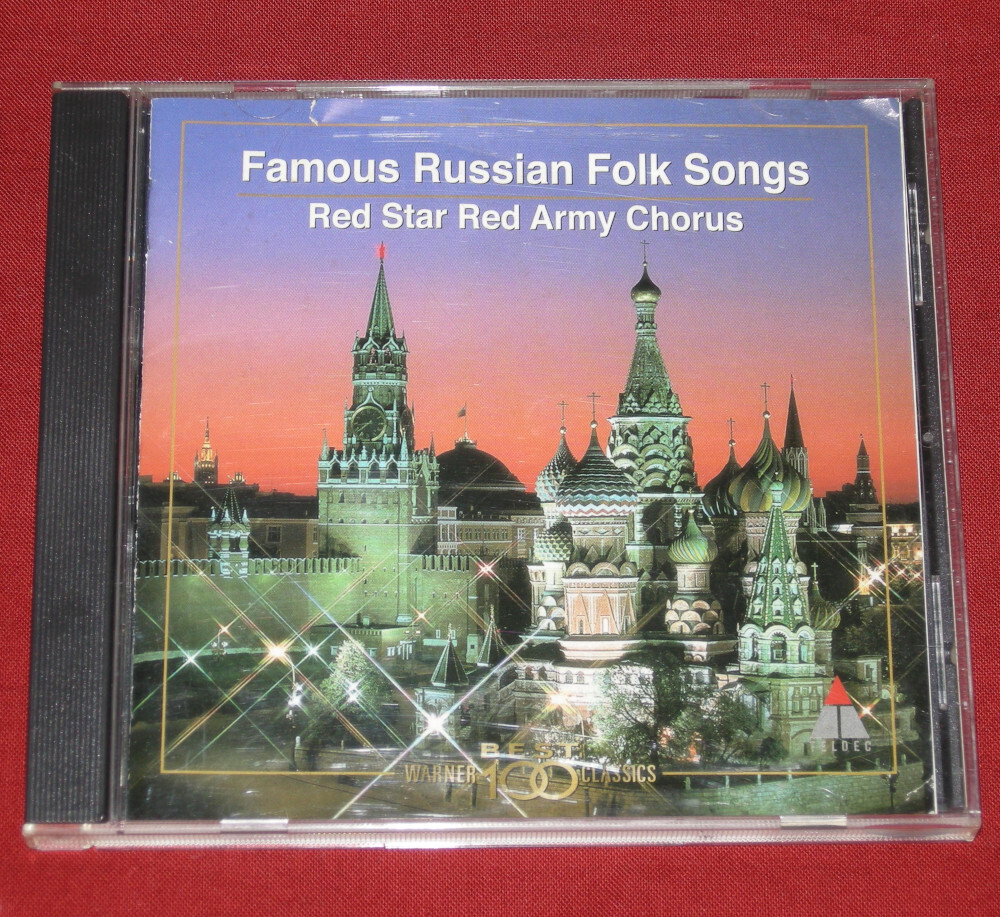 Famous Russian Folk Songs
Red Star Red Army Chorus
TELDEC
BEST
WARNER 100 CLASSICS